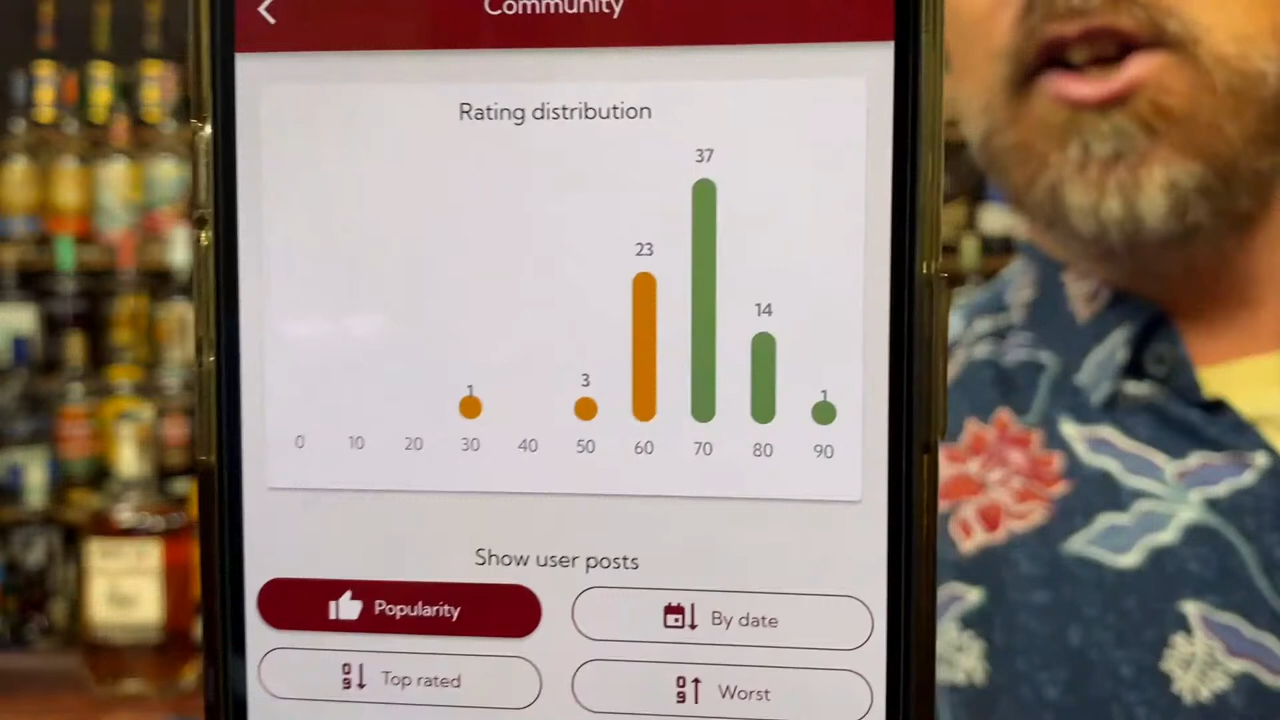 Community
Rating distribution
37
23
14
3
1
1
0 10 20 30 40 50 60 70 80 90
Show user posts
Popularity
By date
Top rated
Worst